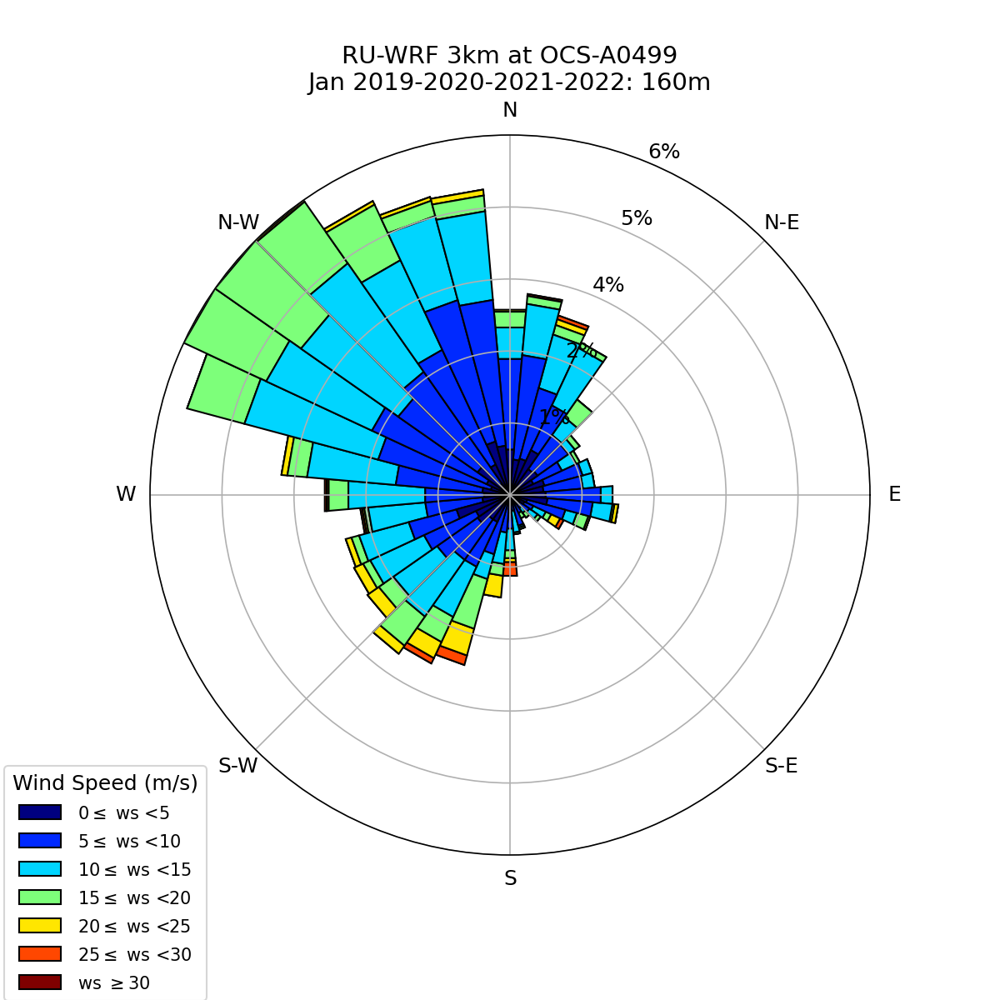 RU-WRF 3km at OCS-A0499
Jan 2019-2020-2021-2022: 160m
N
6%
5%
N-W
N-E
4%
2%
1%
W
E
S-W
S-E
S
Wind Speed (m/s)
0 ≤ ws <5
5 ≤ ws <10
10 ≤ ws <15
15 ≤ ws <20
20 ≤ ws <25
25 ≤ ws <30
ws ≥ 30